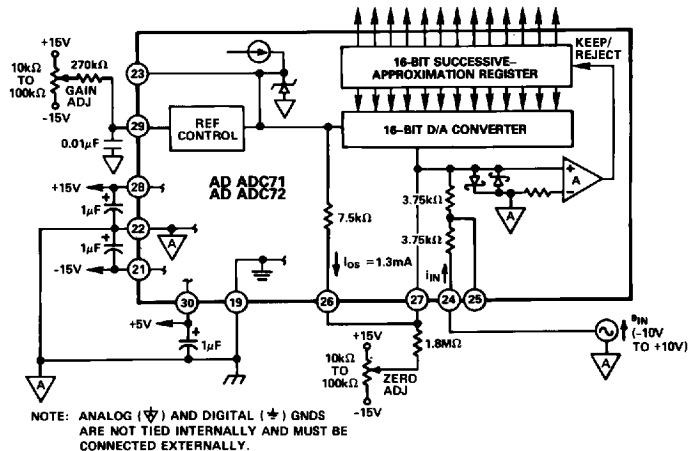 +15V
10kΩ
TO
100kΩ
-15V
270kΩ
GAIN
ADJ
0.01μF
23
29
REF
CONTROL
16-BIT SUCCESSIVE-
APPROXIMATION REGISTER
16-BIT D/A CONVERTER
KEEP/
REJECT
AD ADC71
AD ADC72
+15V
1μF
1μF
-15V
28
22
21
A
7.5kΩ
iOS = 1.3mA
3.75kΩ
3.75kΩ
iIN
+
-
A
A
30
19
26
27
24
25
+5V
1μF
A
+15V
10kΩ
TO
100kΩ
-15V
ZERO
ADJ
1.8MΩ
eIN
(-10V
TO +10V)
A
NOTE: ANALOG (A) AND DIGITAL (⏚) GNDS
ARE NOT TIED INTERNALLY AND MUST BE
CONNECTED EXTERNALLY.